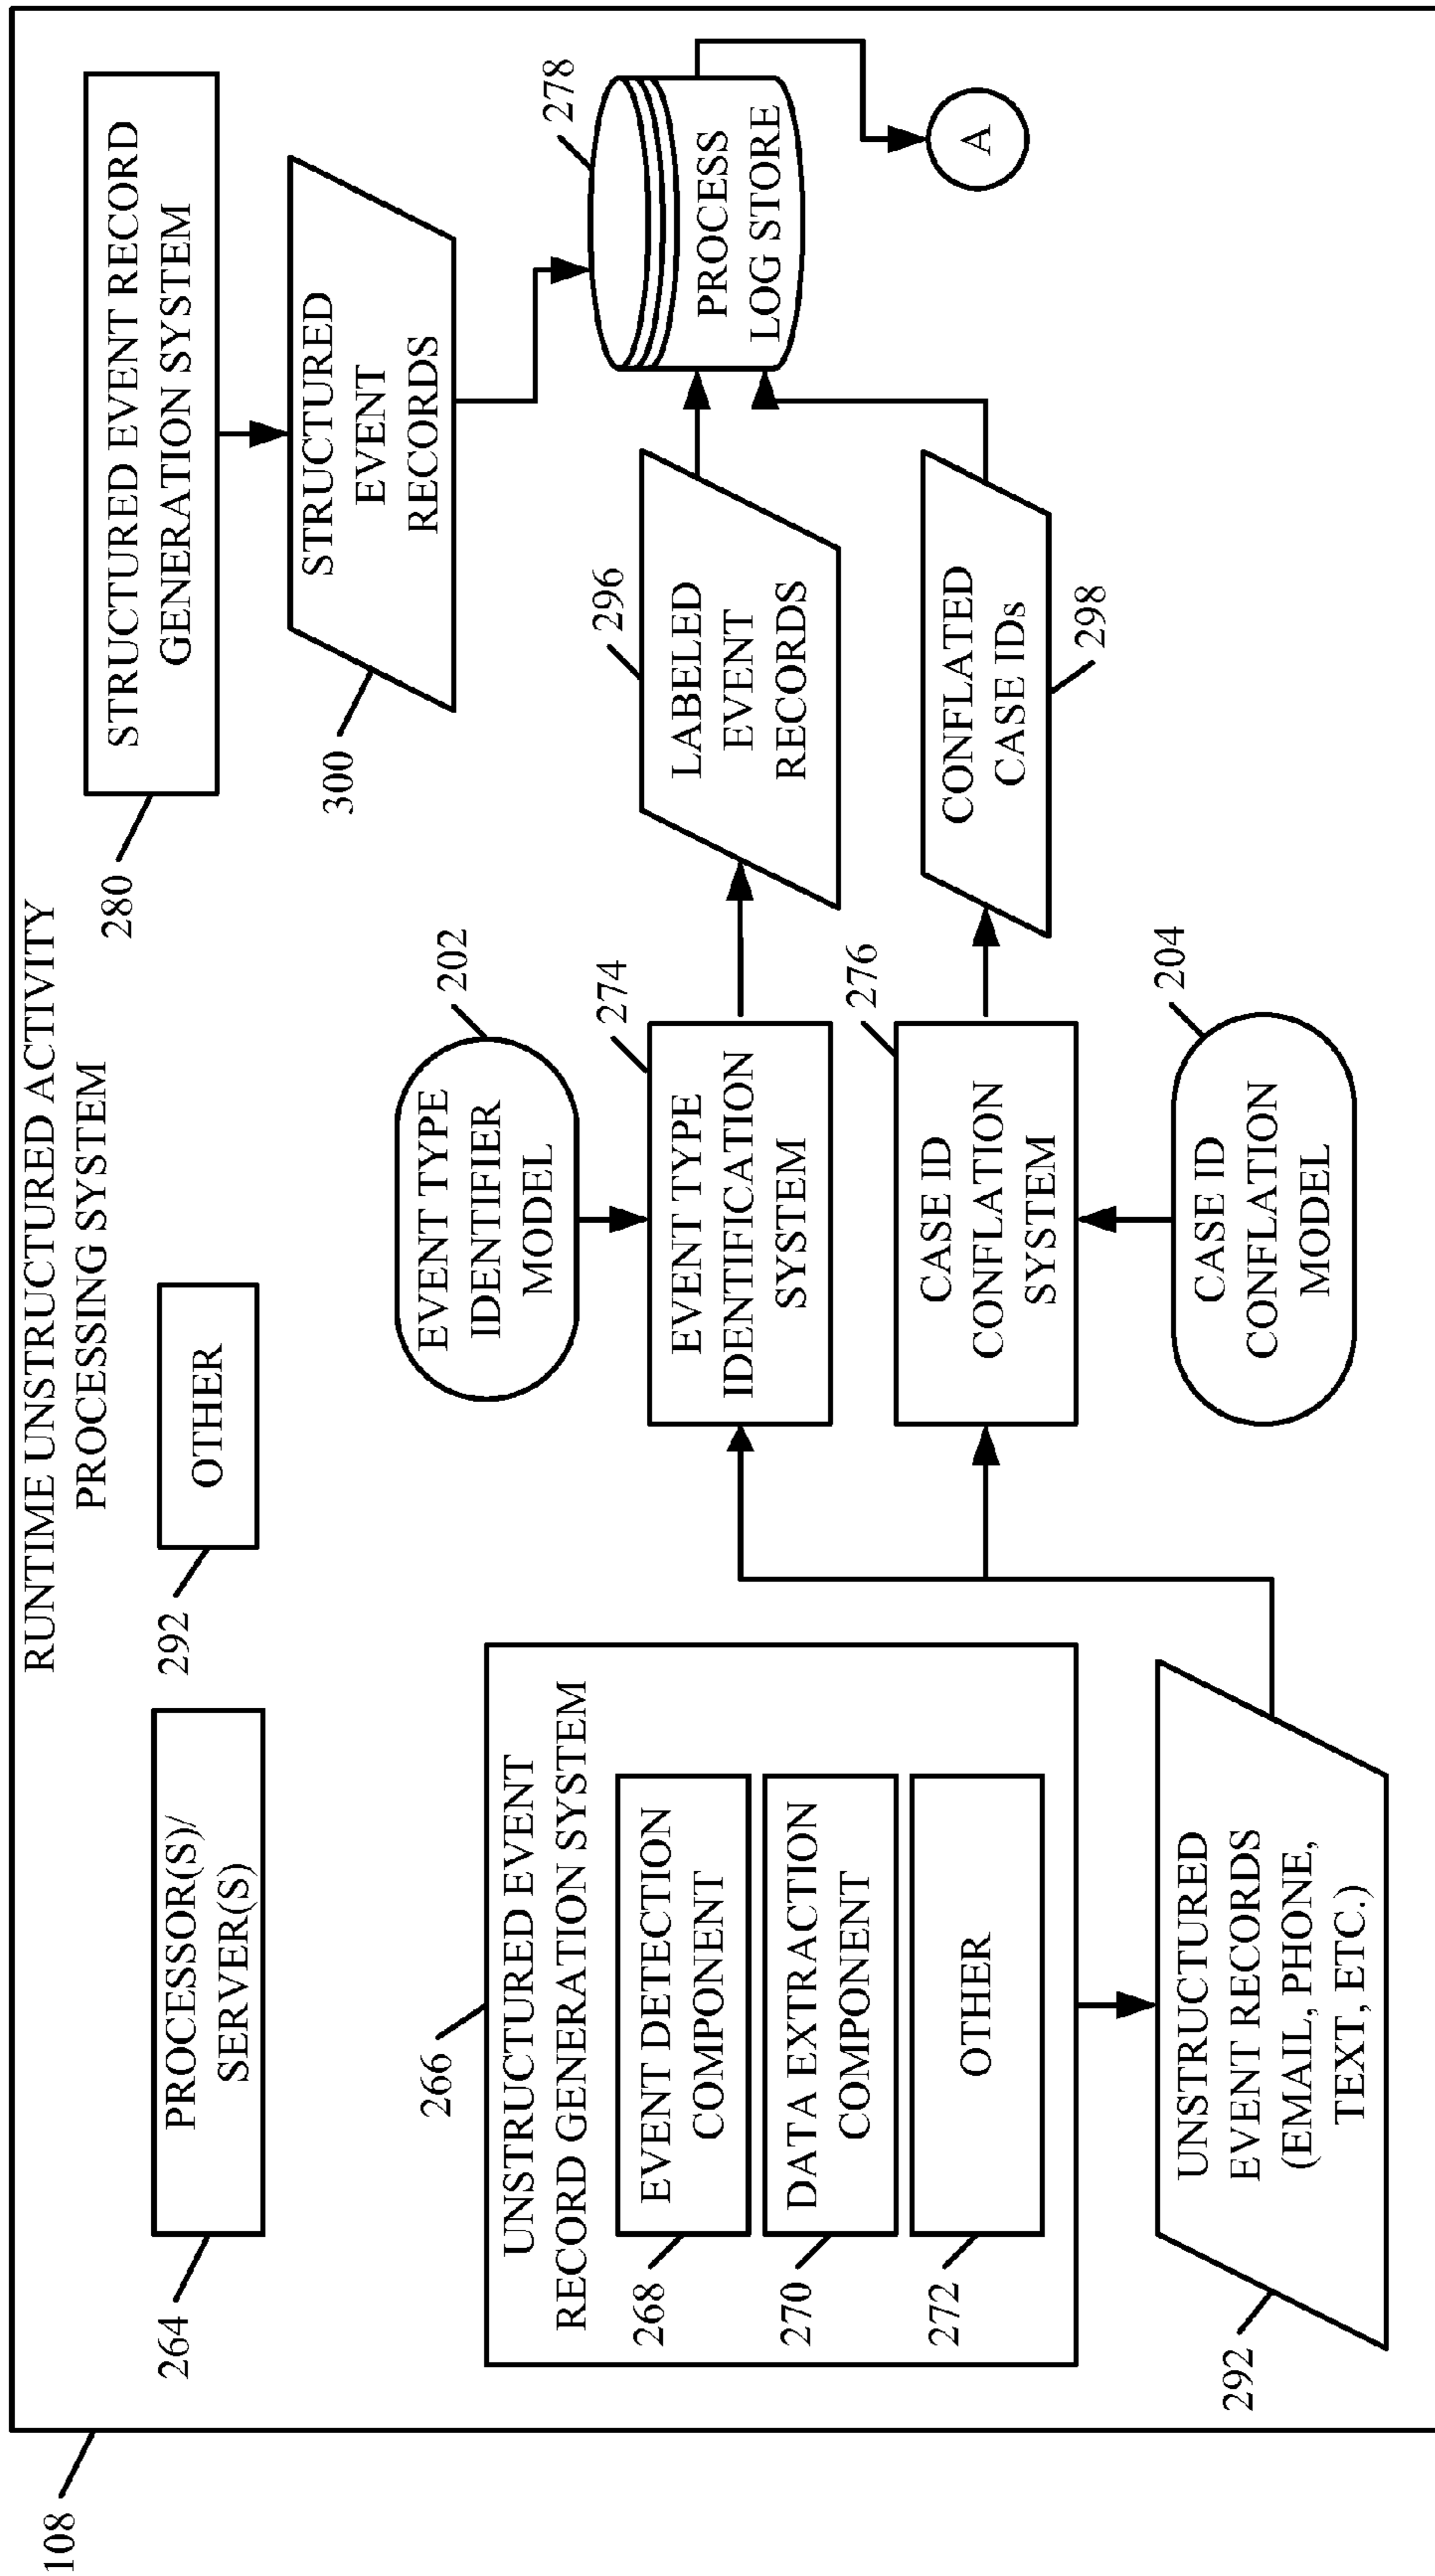 108
RUNTIME UNSTRUCTURED ACTIVITY
PROCESSING SYSTEM
264
PROCESSOR(S)/
SERVER(S)
292
OTHER
280
STRUCTURED EVENT RECORD
GENERATION SYSTEM
300
STRUCTURED
EVENT
RECORDS
266
UNSTRUCTURED EVENT
RECORD GENERATION SYSTEM
268
EVENT DETECTION
COMPONENT
270
DATA EXTRACTION
COMPONENT
272
OTHER
292
UNSTRUCTURED
EVENT RECORDS
(EMAIL, PHONE,
TEXT, ETC.)
202
EVENT TYPE
IDENTIFIER
MODEL
274
EVENT TYPE
IDENTIFICATION
SYSTEM
276
CASE ID
CONFLATION
SYSTEM
204
CASE ID
CONFLATION
MODEL
296
LABELED
EVENT
RECORDS
CONFLATED
CASE IDs
298
278
PROCESS
LOG STORE
A